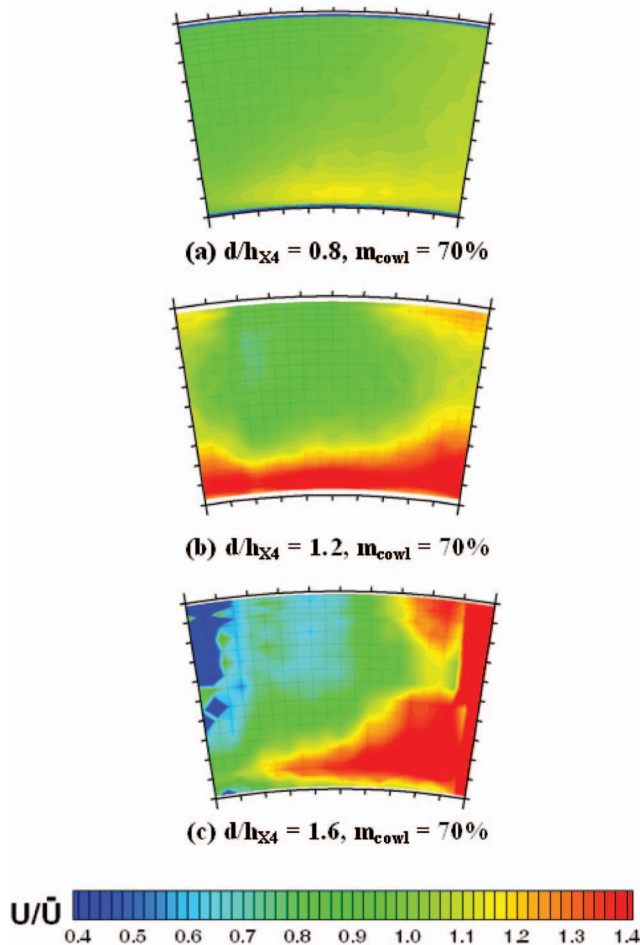 (a) d/hX4 = 0.8, mcowl = 70%
(b) d/hX4 = 1.2, mcowl = 70%
(c) d/hX4 = 1.6, mcowl = 70%
U/Ū
0.4 0.5 0.6 0.7 0.8 0.9 1.0 1.1 1.2 1.3 1.4